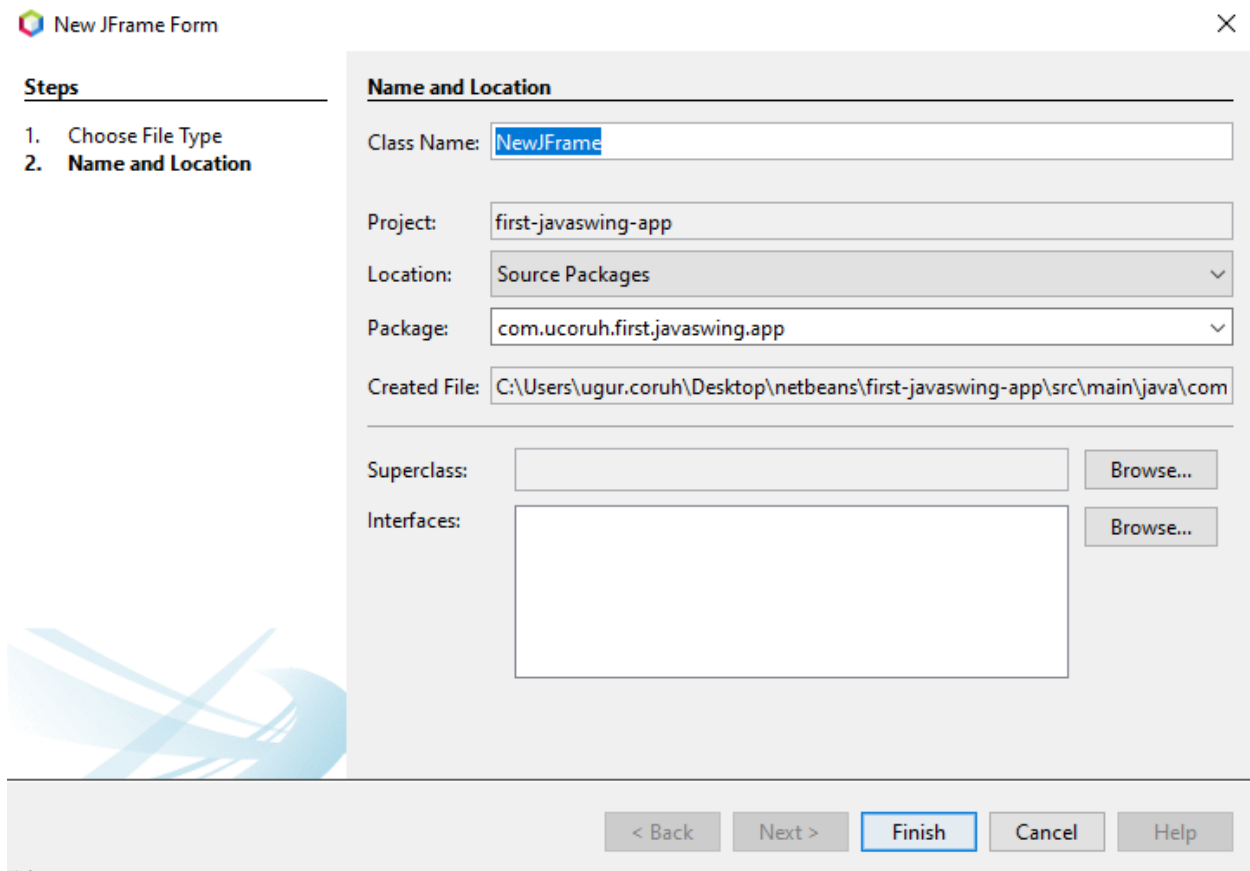 New JFrame Form
Steps
1. Choose File Type
2. Name and Location
Name and Location
Class Name: NewJFrame
Project: first-javaswing-app
Location: Source Packages
Package: com.ucoruh.first.javaswing.app
Created File: C:\Users\ugur.coruh\Desktop\netbeans\first-javaswing-app\src\main\java\com
Superclass: Browse...
Interfaces: Browse...
< Back Next > Finish Cancel Help